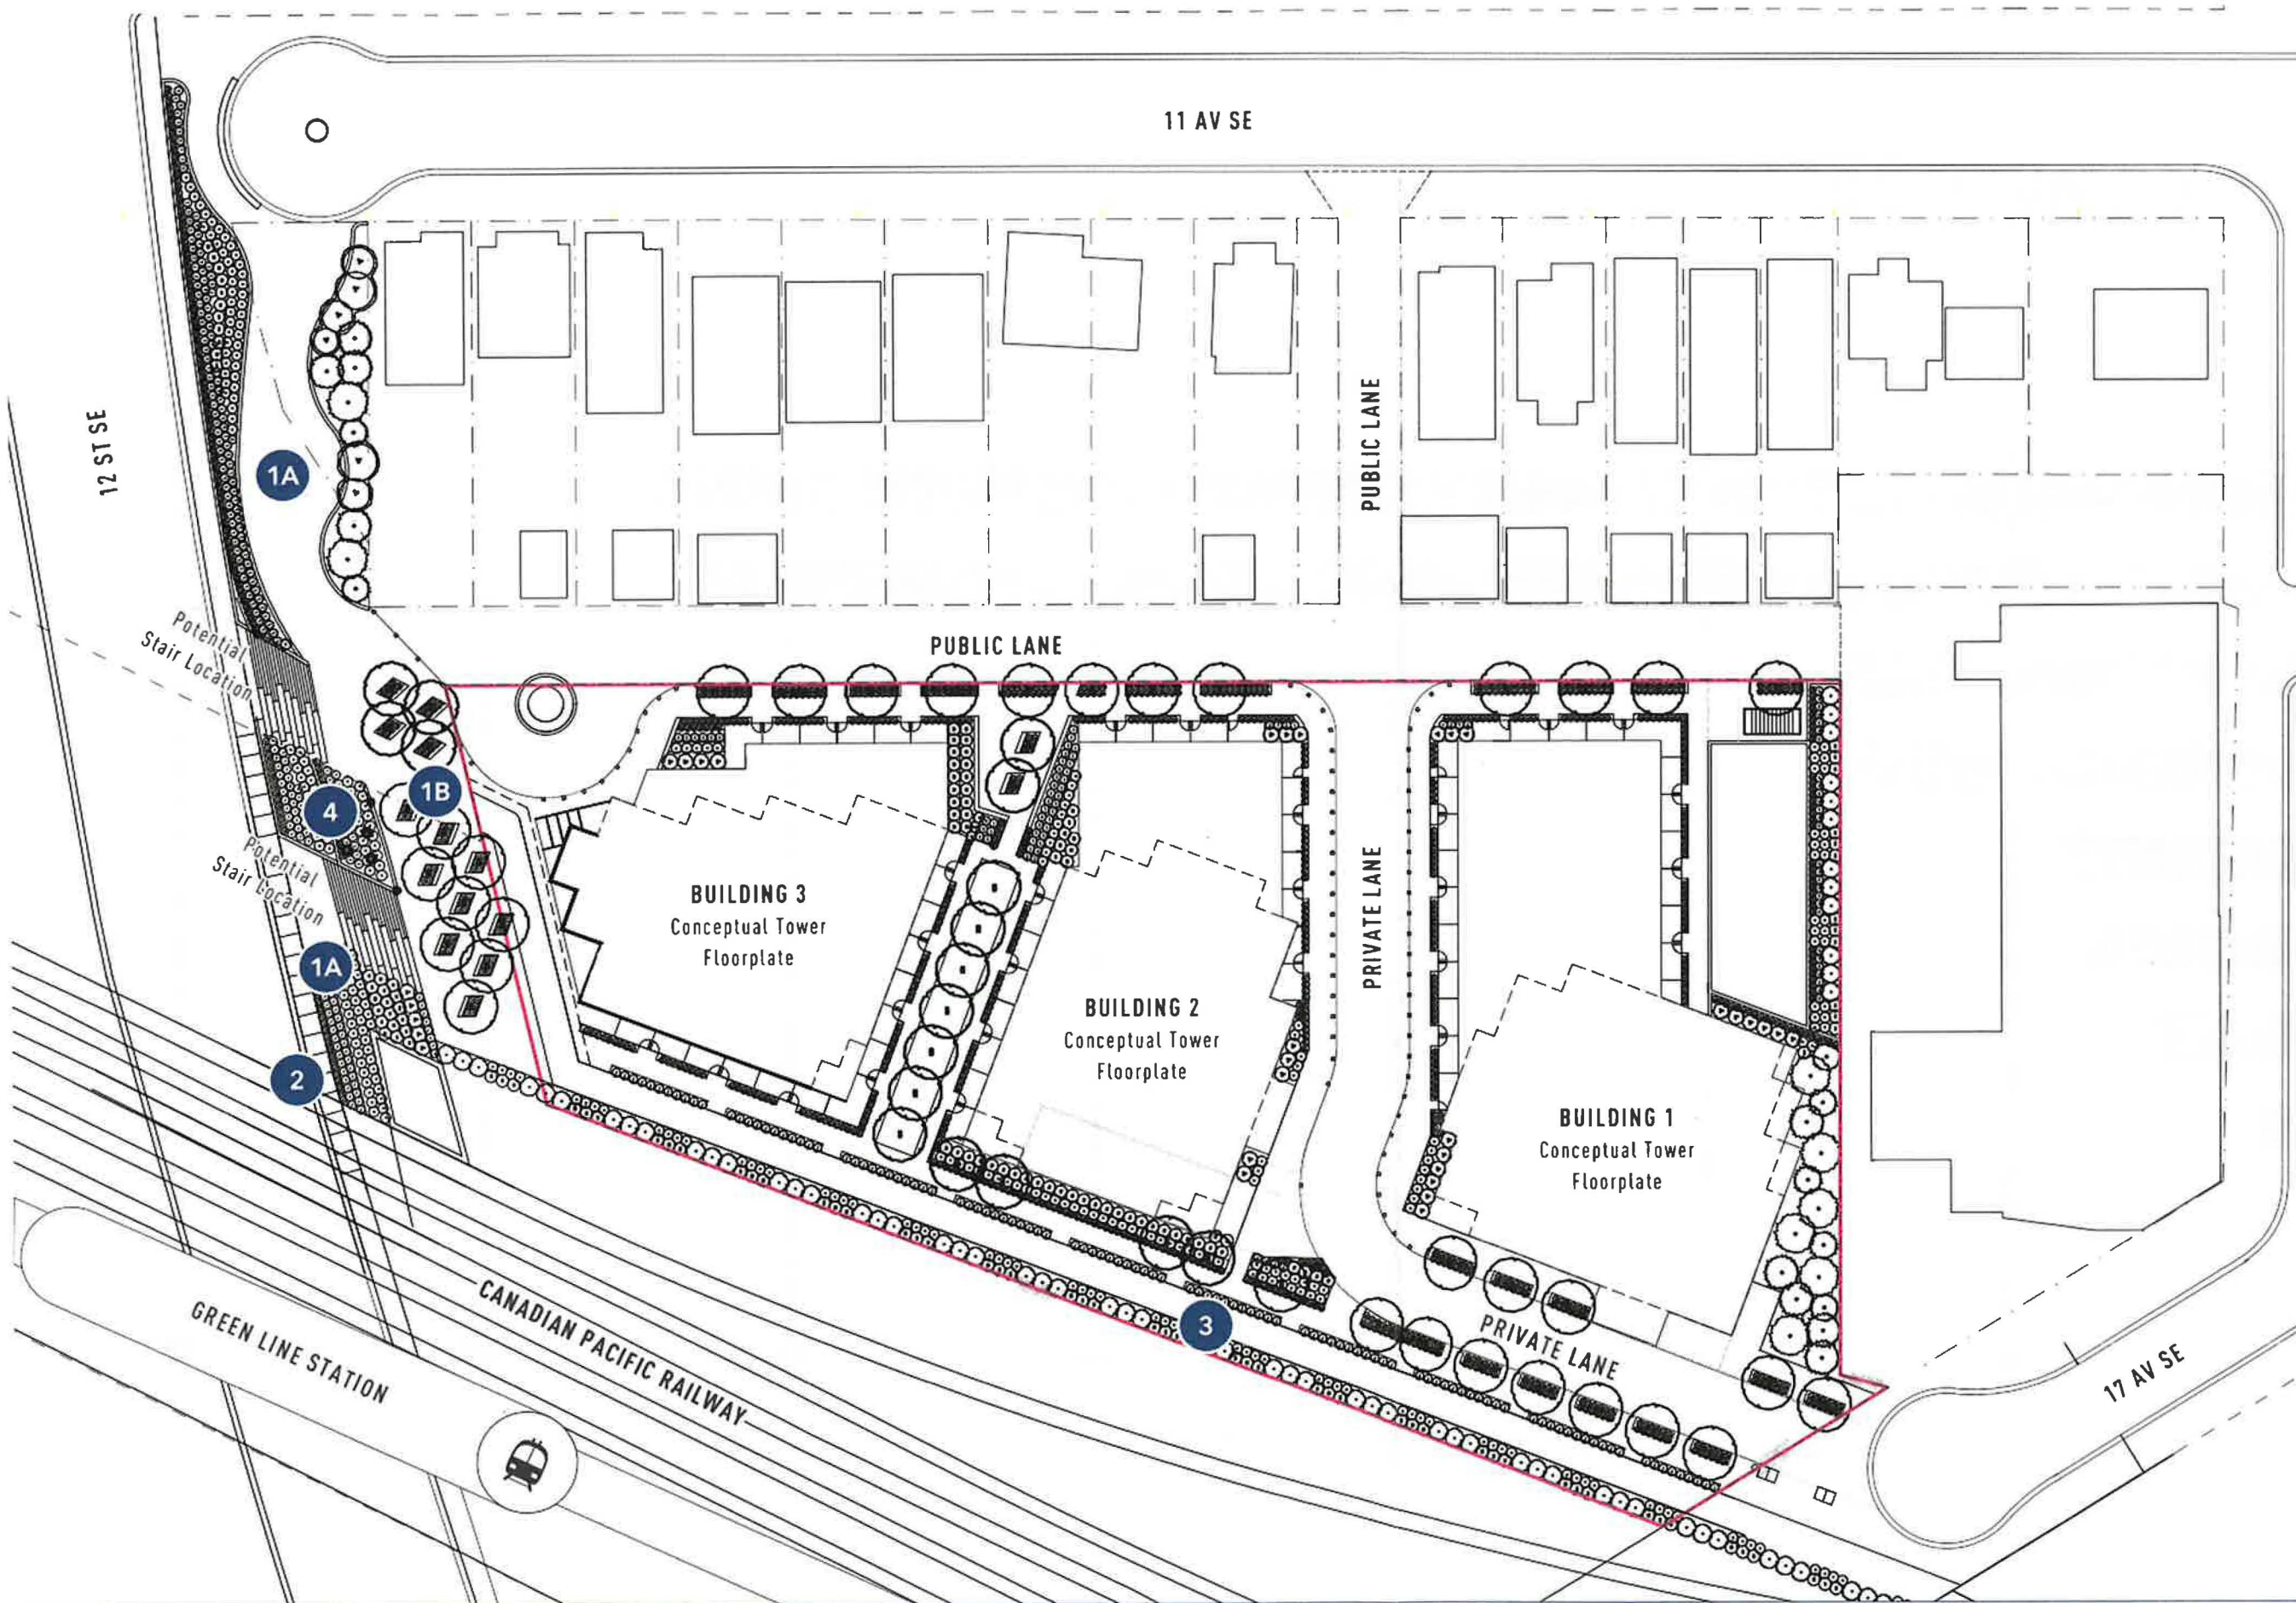 11 AV SE
12 ST SE
1A
PUBLIC LANE
Potential
Stair Location
PUBLIC LANE
1B
4
Potential
Stair Location
1A
2
BUILDING 3
Conceptual Tower
Floorplate
BUILDING 2
Conceptual Tower
Floorplate
PRIVATE LANE
BUILDING 1
Conceptual Tower
Floorplate
3
PRIVATE LANE
17 AV SE
CANADIAN PACIFIC RAILWAY
GREEN LINE STATION